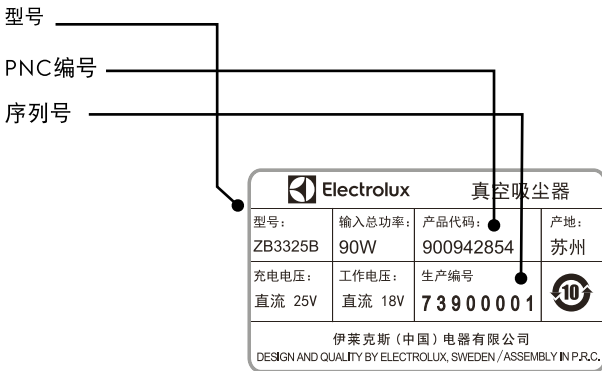 型号
PNC编号
序列号
Electrolux 真空吸尘器
型号: 输入总功率: 产品代码: 产地:
ZB3325B 90W 900942854 苏州
充电电压: 工作电压: 生产编号
直流 25V 直流 18V 73900001 10
伊莱克斯（中国）电器有限公司
DESIGN AND QUALITY BY ELECTROLUX, SWEDEN / ASSEMBLY IN P.R.C.